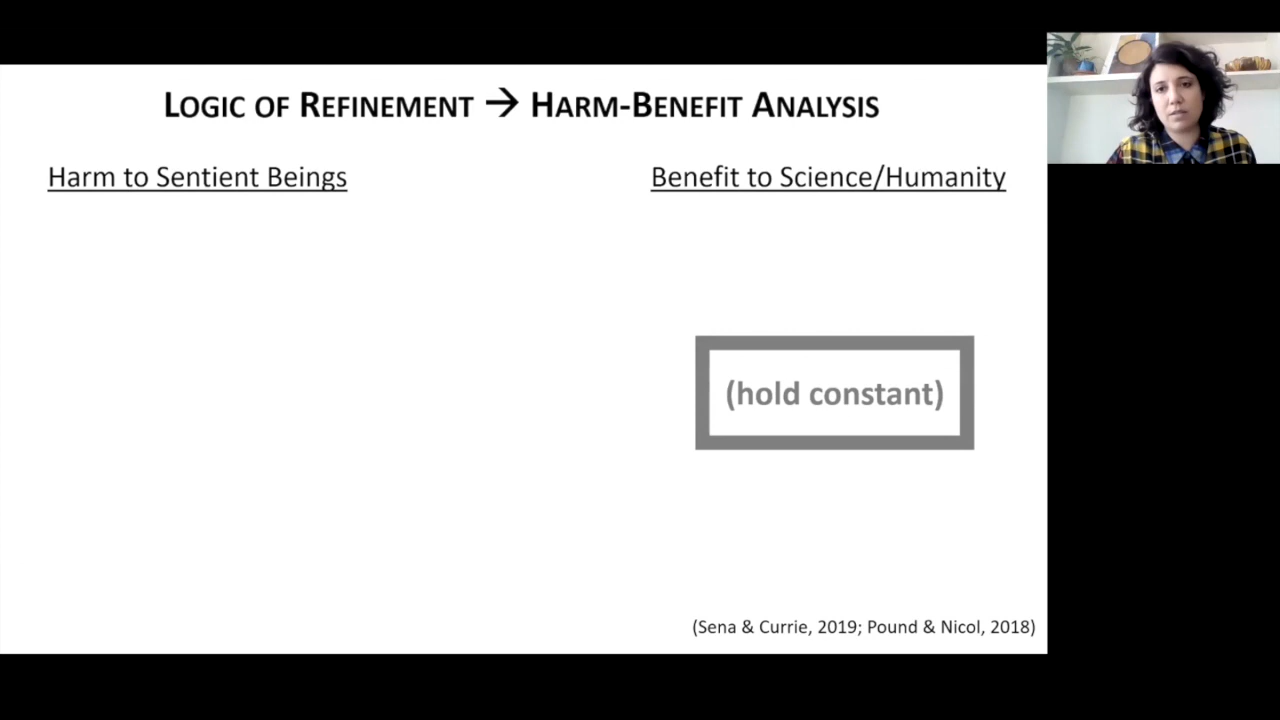 LOGIC OF REFINEMENT → HARM-BENEFIT ANALYSIS
Harm to Sentient Beings
Benefit to Science/Humanity
(hold constant)
(Sena & Currie, 2019; Pound & Nicol, 2018)